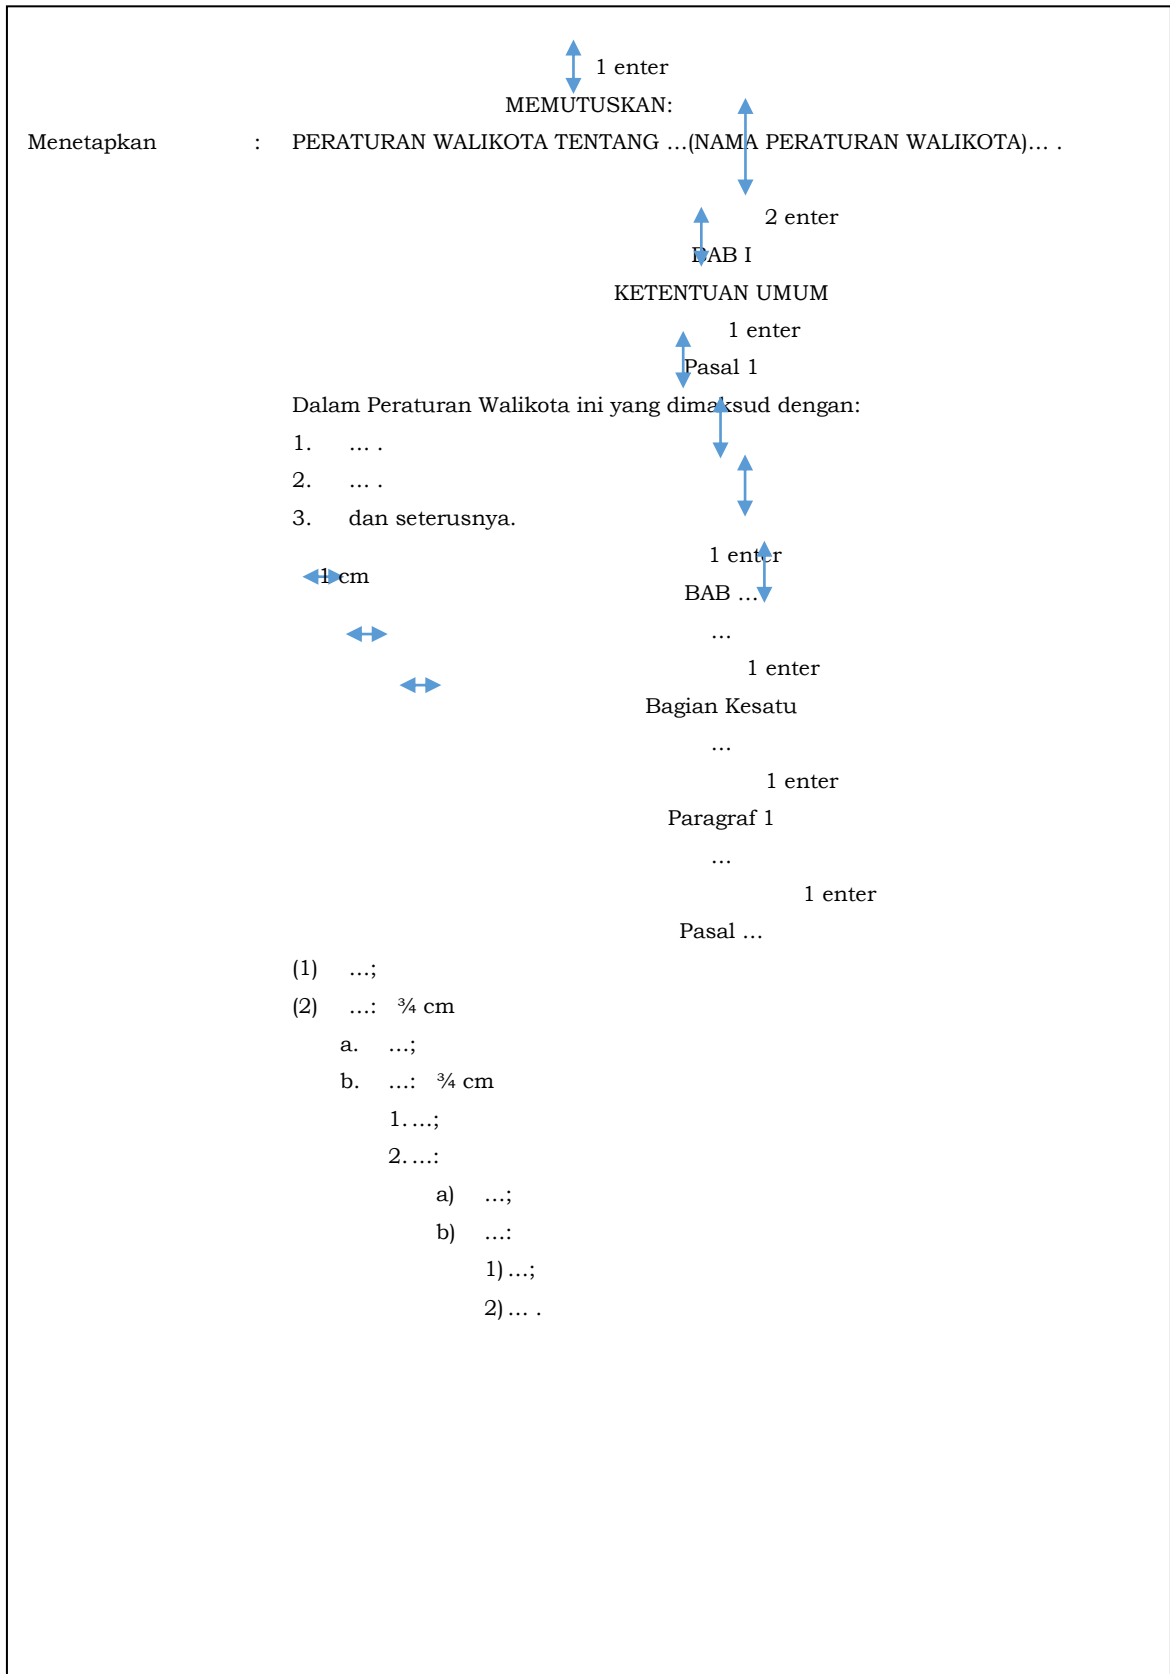 1 enter
MEMUTUSKAN:
Menetapkan : PERATURAN WALIKOTA TENTANG …(NAMA PERATURAN WALIKOTA)… .
2 enter
BAB I
KETENTUAN UMUM
1 enter
Pasal 1
Dalam Peraturan Walikota ini yang dimaksud dengan:
1. … .
2. … .
3. dan seterusnya.
1 enter
1 cm
BAB …
…
1 enter
Bagian Kesatu
…
1 enter
Paragraf 1
…
1 enter
Pasal …
(1) …;
(2) …: ¾ cm
a. …;
b. …: ¾ cm
1. …;
2. …:
a) …;
b) …:
1) …;
2) … .